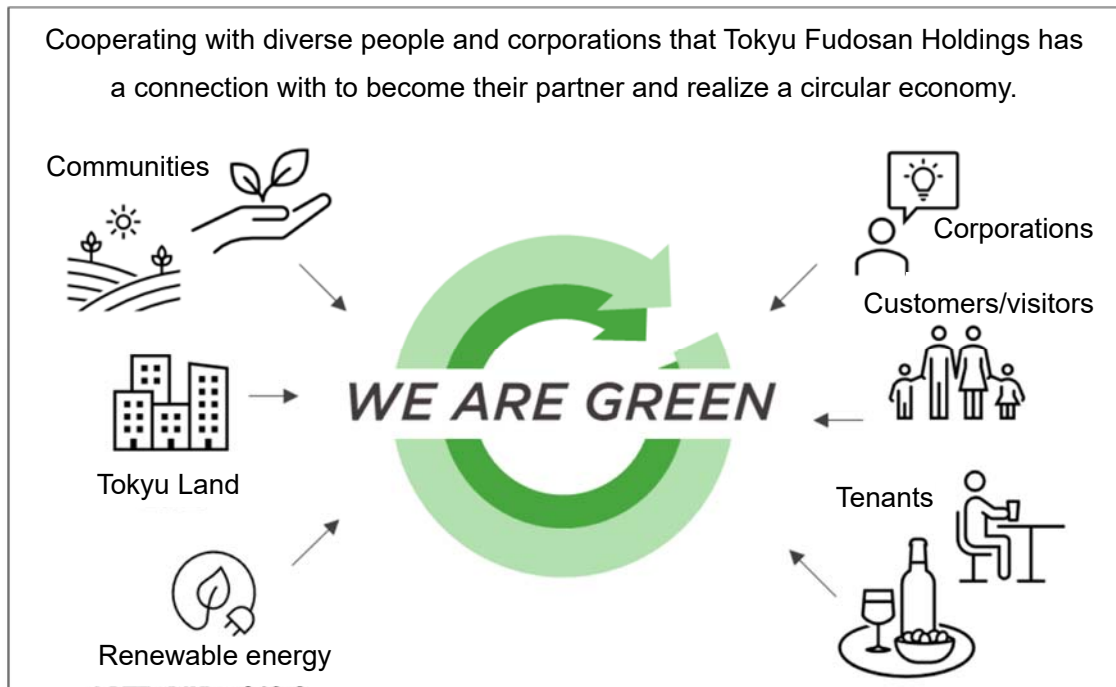 Cooperating with diverse people and corporations that Tokyu Fudosan Holdings has
a connection with to become their partner and realize a circular economy.
Communities
Corporations
Customers/visitors
WE ARE GREEN
Tokyu Land
Tenants
Renewable energy